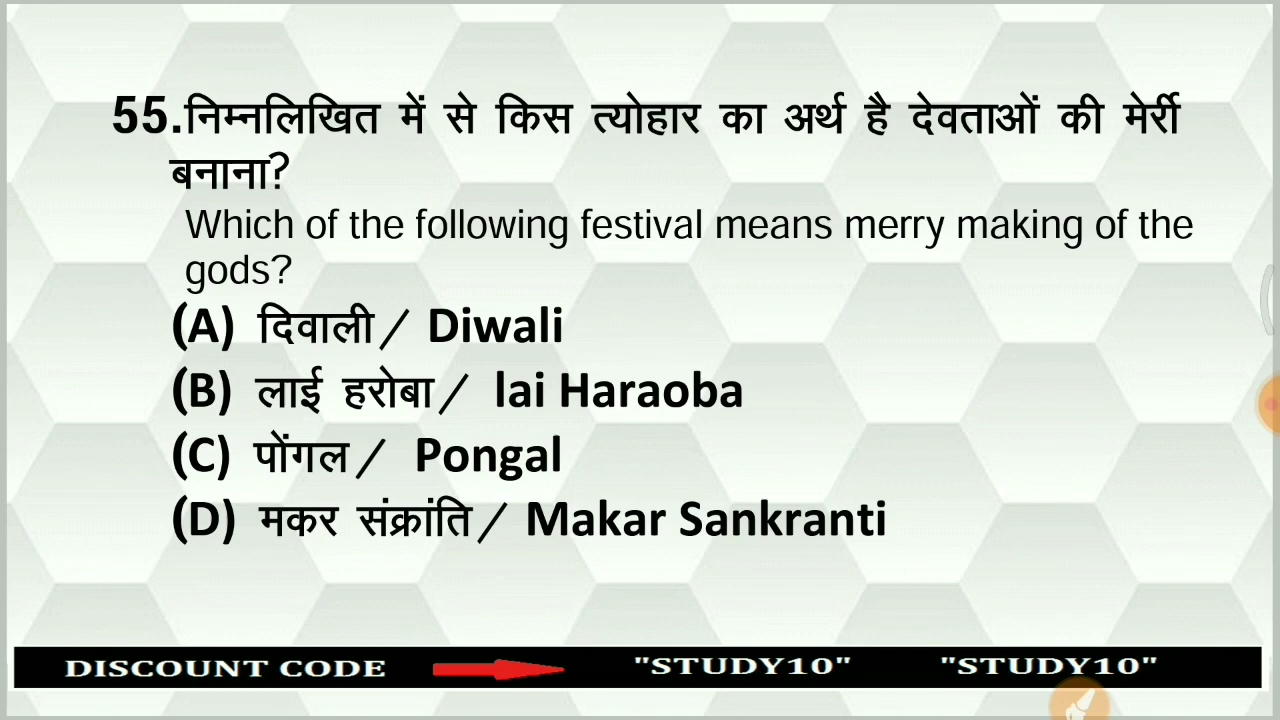 55.निम्नलिखित में से किस त्योहार का अर्थ है देवताओं की मेर्री
बनाना?
Which of the following festival means merry making of the
gods?
(A) दिवाली/ Diwali
(B) लाई हरोबा/ lai Haraoba
(C) पोंगल/ Pongal
(D) मकर संक्रांति/ Makar Sankranti
DISCOUNT CODE "STUDY10" "STUDY10"